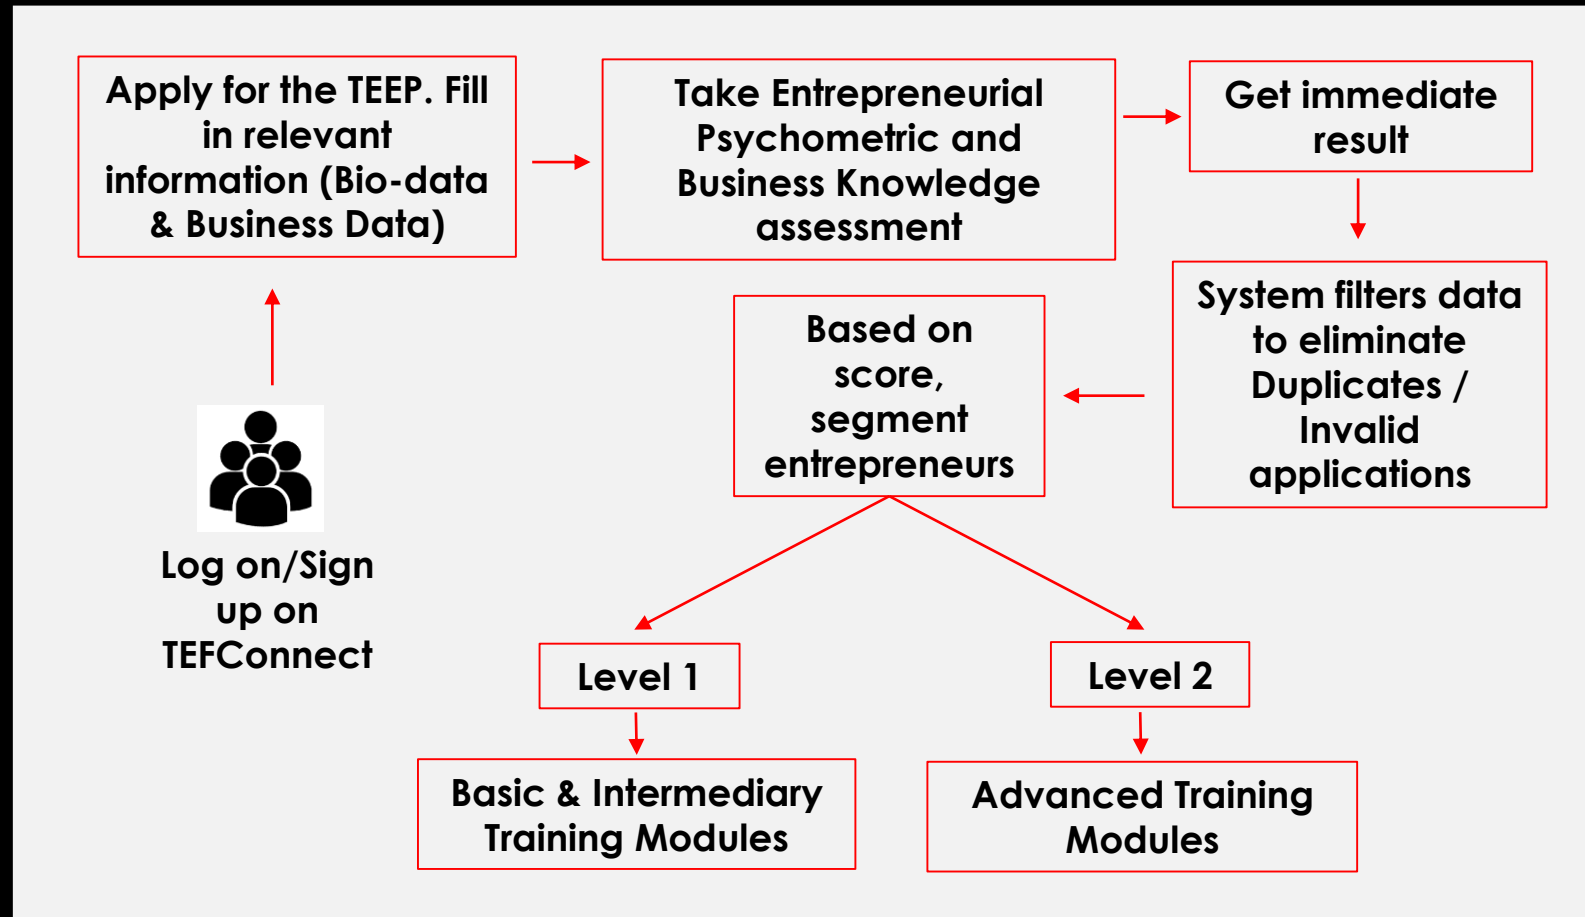 Apply for the TEEP. Fill
in relevant
information (Bio-data
& Business Data)
Take Entrepreneurial
Psychometric and
Business Knowledge
assessment
Get immediate
result
System filters data
to eliminate
Duplicates /
Invalid
applications
Based on
score,
segment
entrepreneurs
Log on/Sign
up on
TEFConnect
Level 1
Level 2
Basic & Intermediary
Training Modules
Advanced Training
Modules